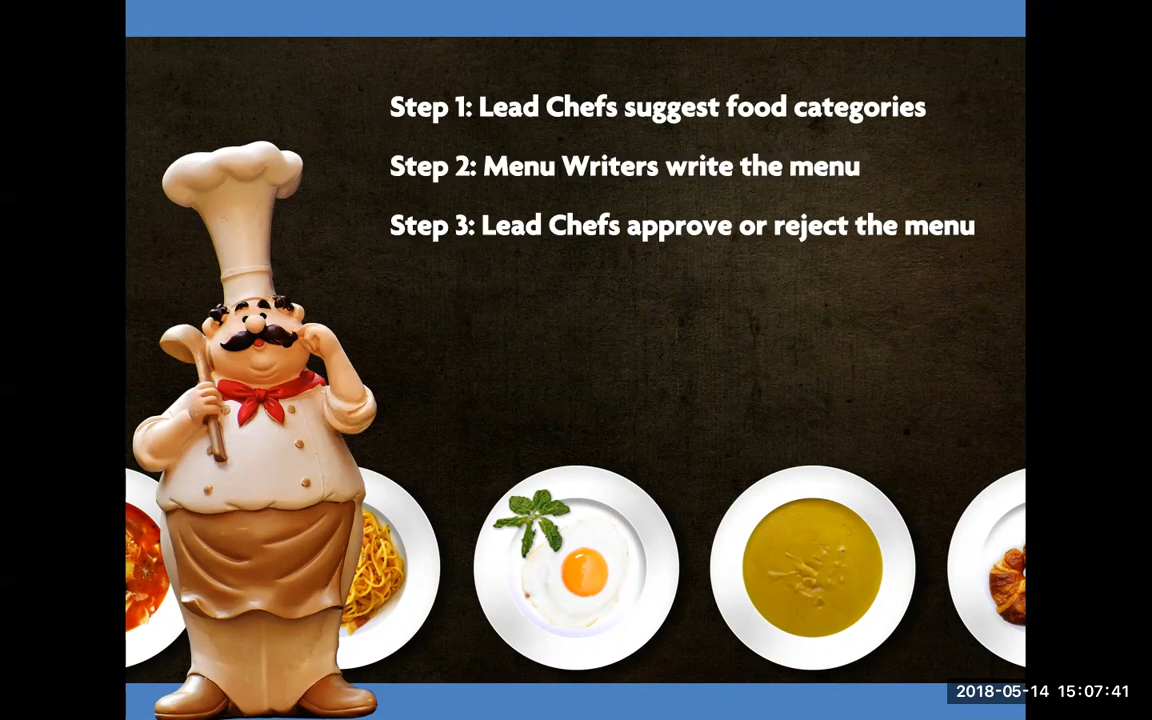 Step 1: Lead Chefs suggest food categories
Step 2: Menu Writers write the menu
Step 3: Lead Chefs approve or reject the menu
2018-05-14 15:07:41